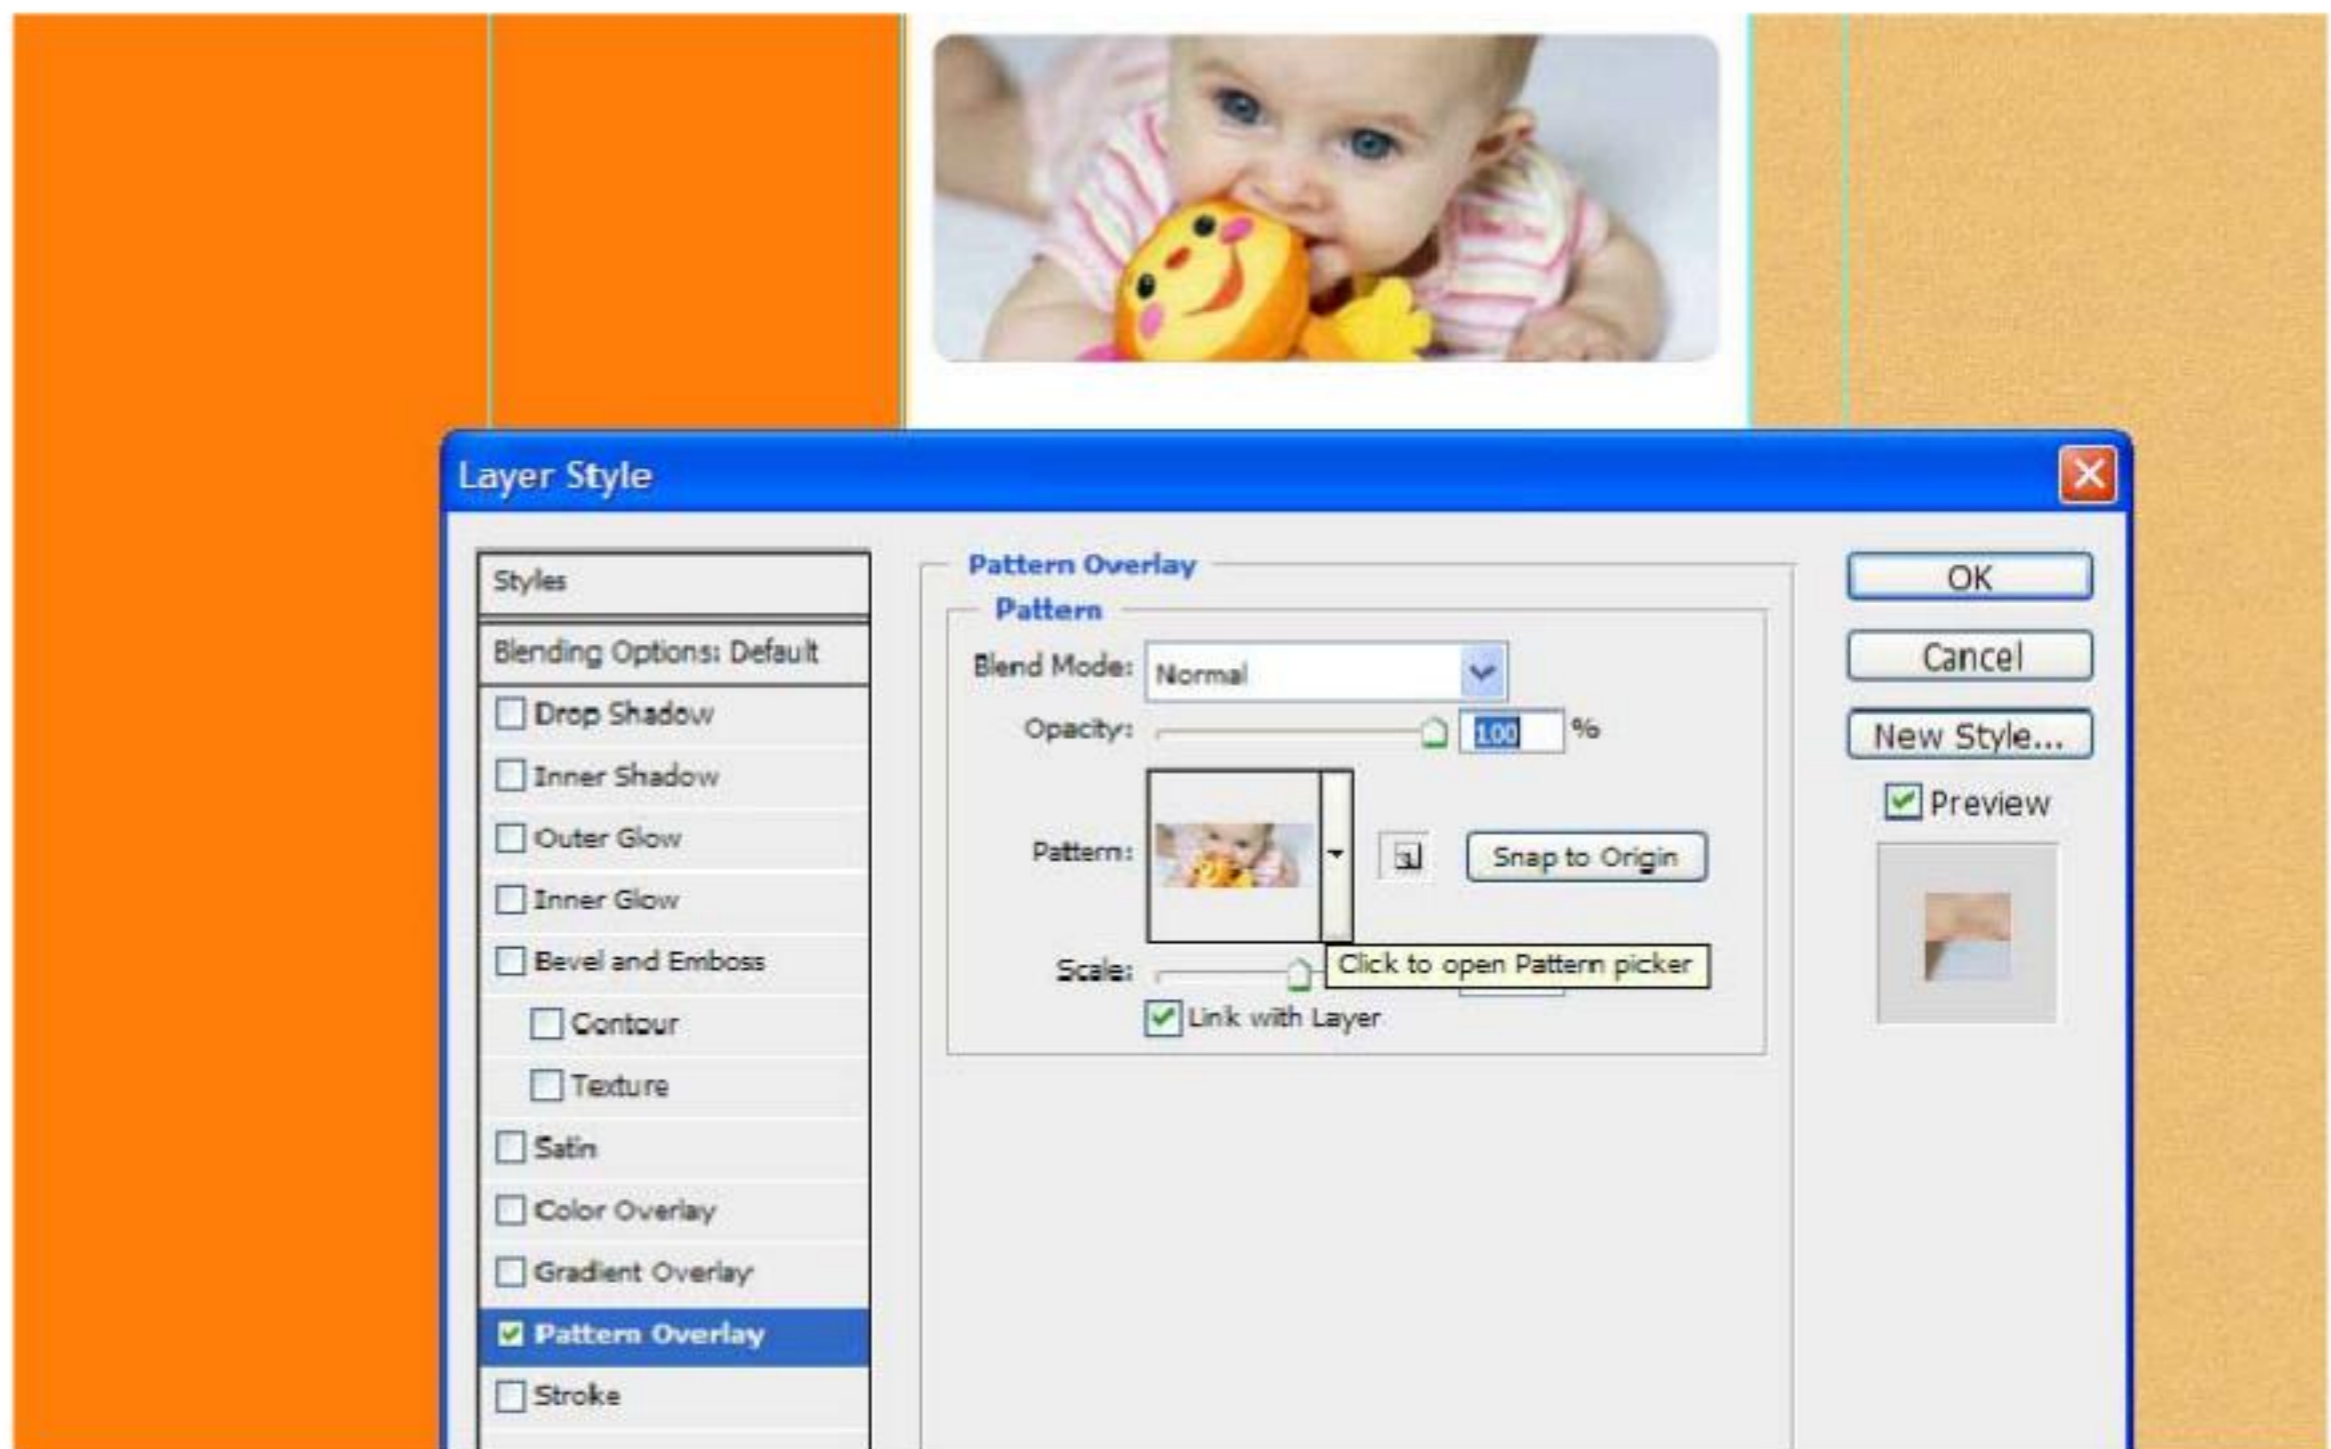 Layer Style
Styles
Blending Options: Default
Drop Shadow
Inner Shadow
Outer Glow
Inner Glow
Bevel and Emboss
Contour
Texture
Satin
Color Overlay
Gradient Overlay
Pattern Overlay
Stroke
Pattern Overlay
Pattern
Blend Mode: Normal
Opacity: 100 %
Pattern: Snap to Origin
Scale: Click to open Pattern picker
Link with Layer
OK
Cancel
New Style...
Preview